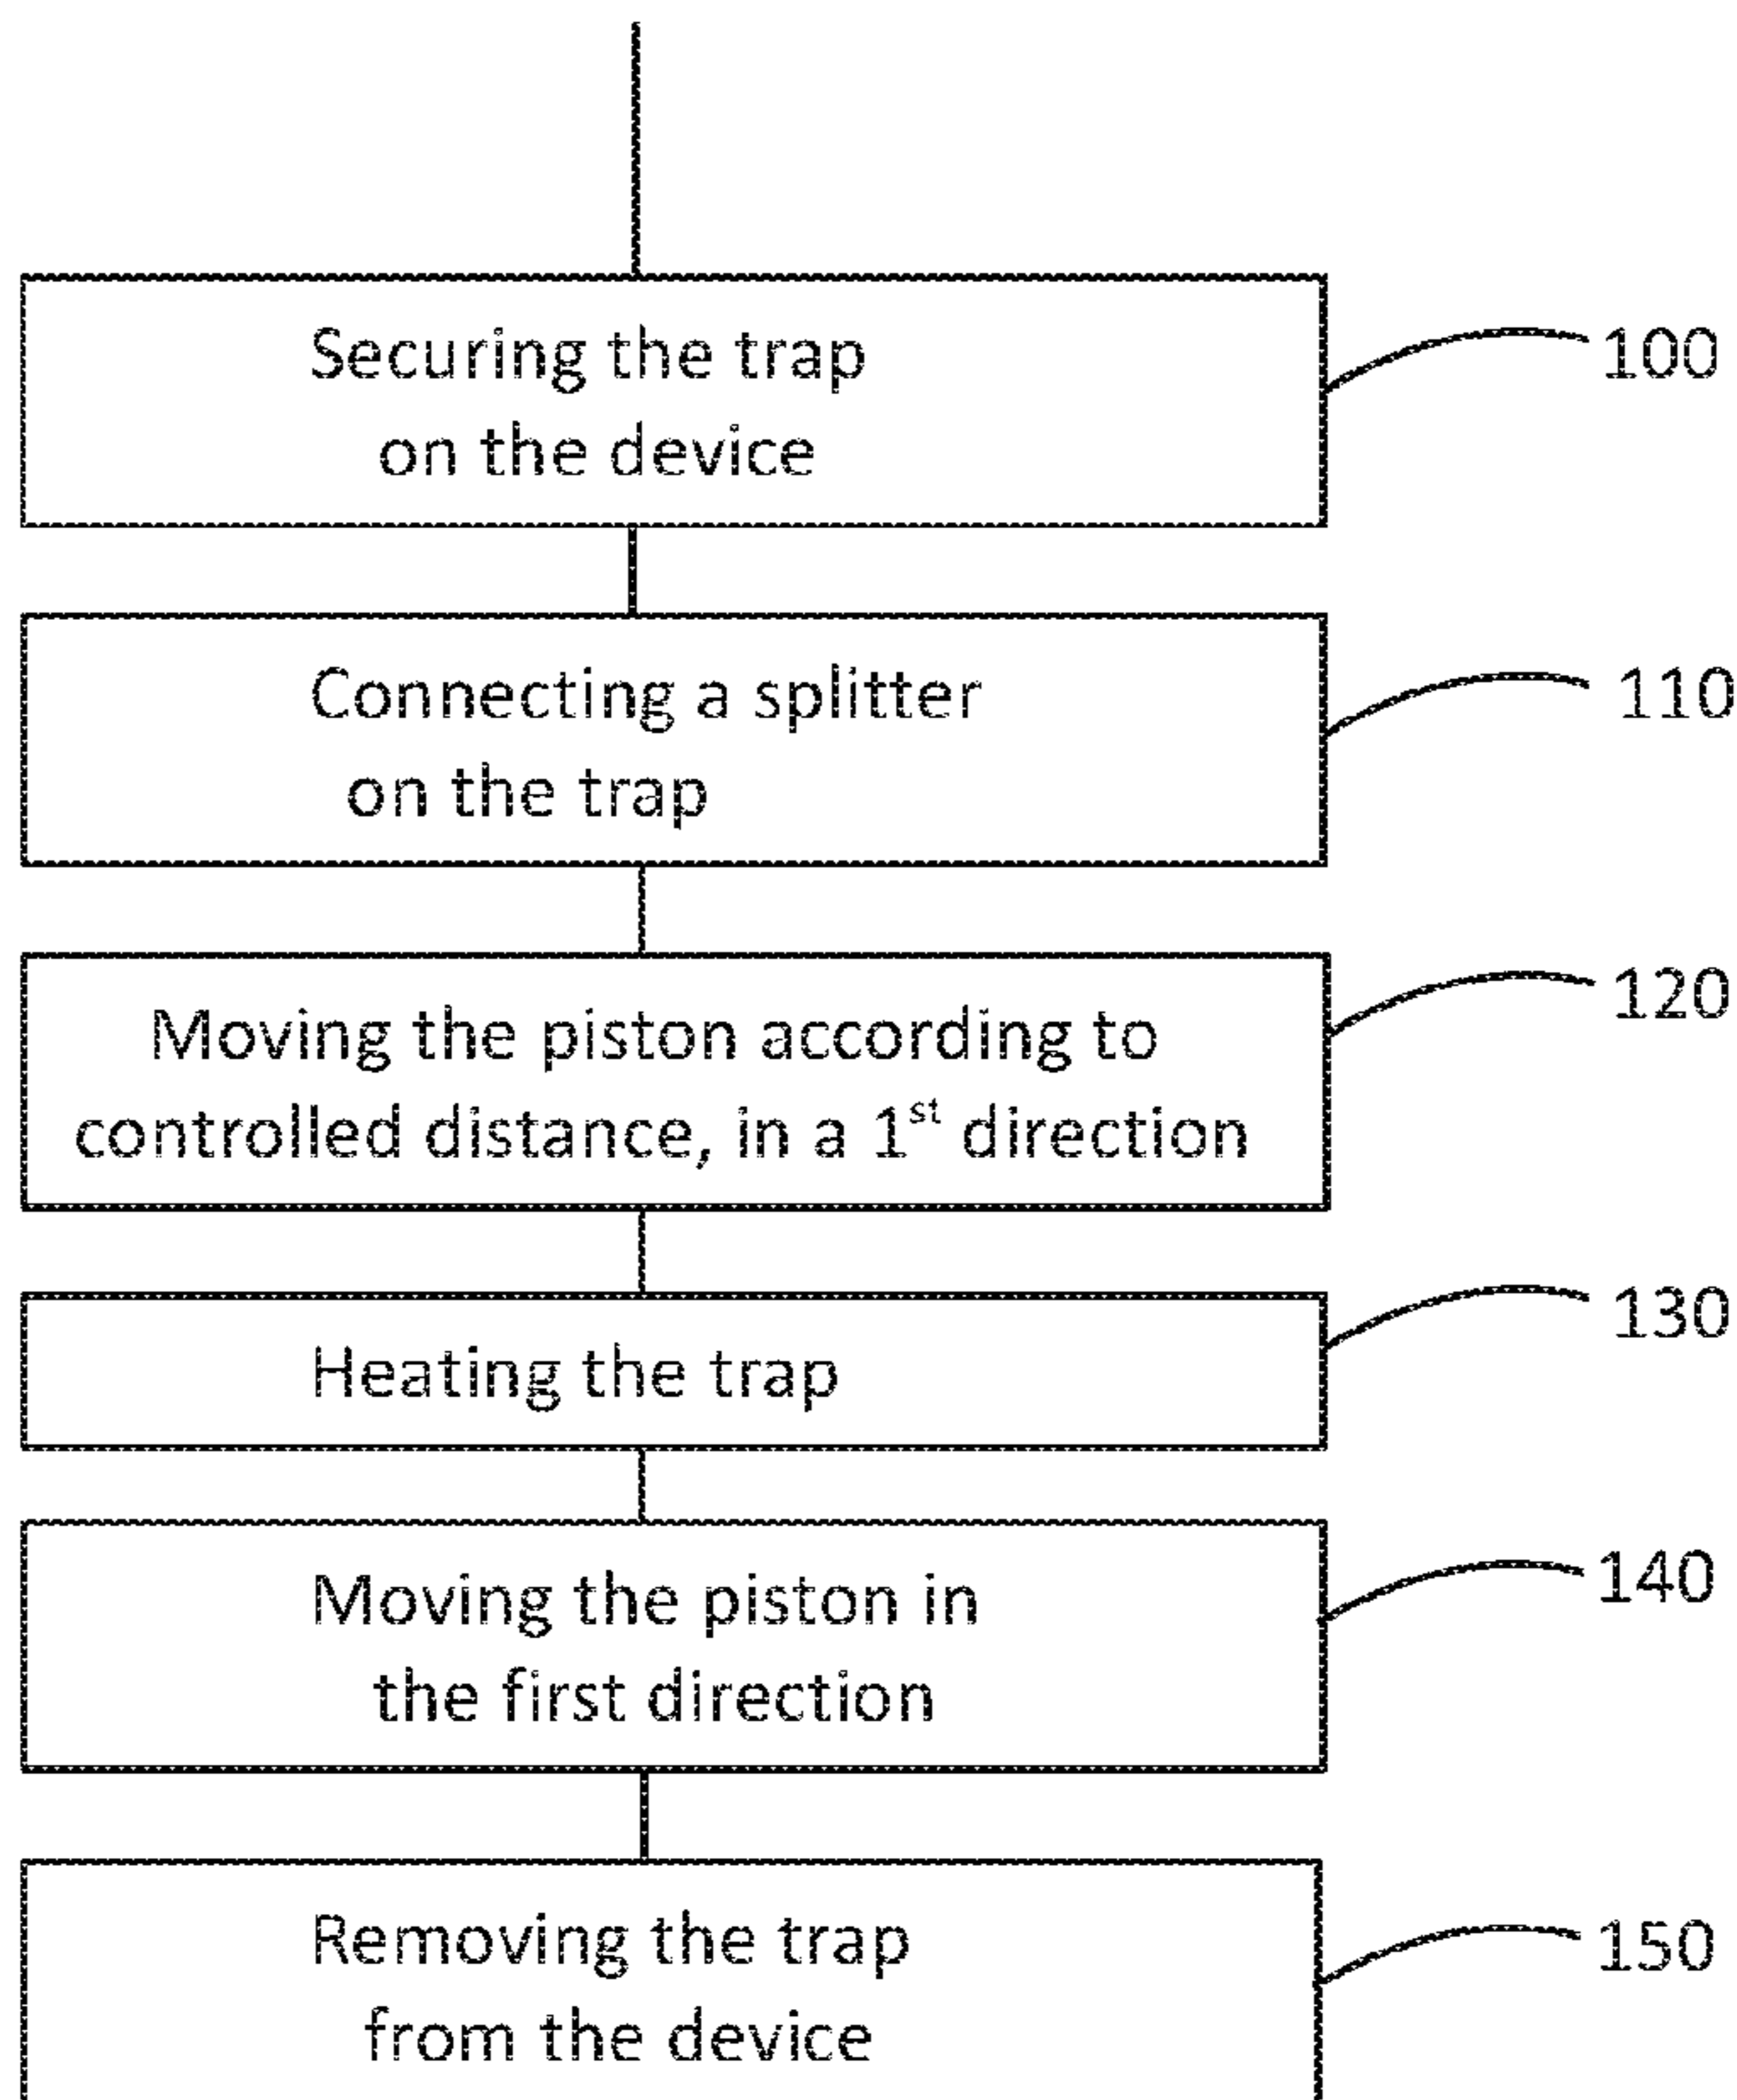 Securing the trap
on the device
100
Connecting a splitter
on the trap
110
Moving the piston according to
controlled distance, in a 1st direction
120
Heating the trap
130
Moving the piston in
the first direction
140
Removing the trap
from the device
150